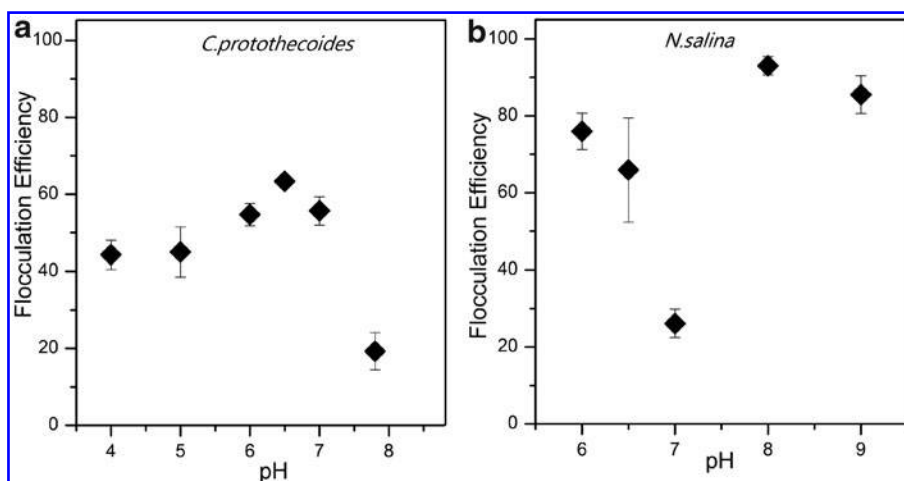 a
C.protothecoides
Flocculation Efficiency
100
80
60
40
20
0
4 5 6 7 8
pH
b
N.salina
Flocculation Efficiency
100
80
60
40
20
0
6 7 8 9
pH